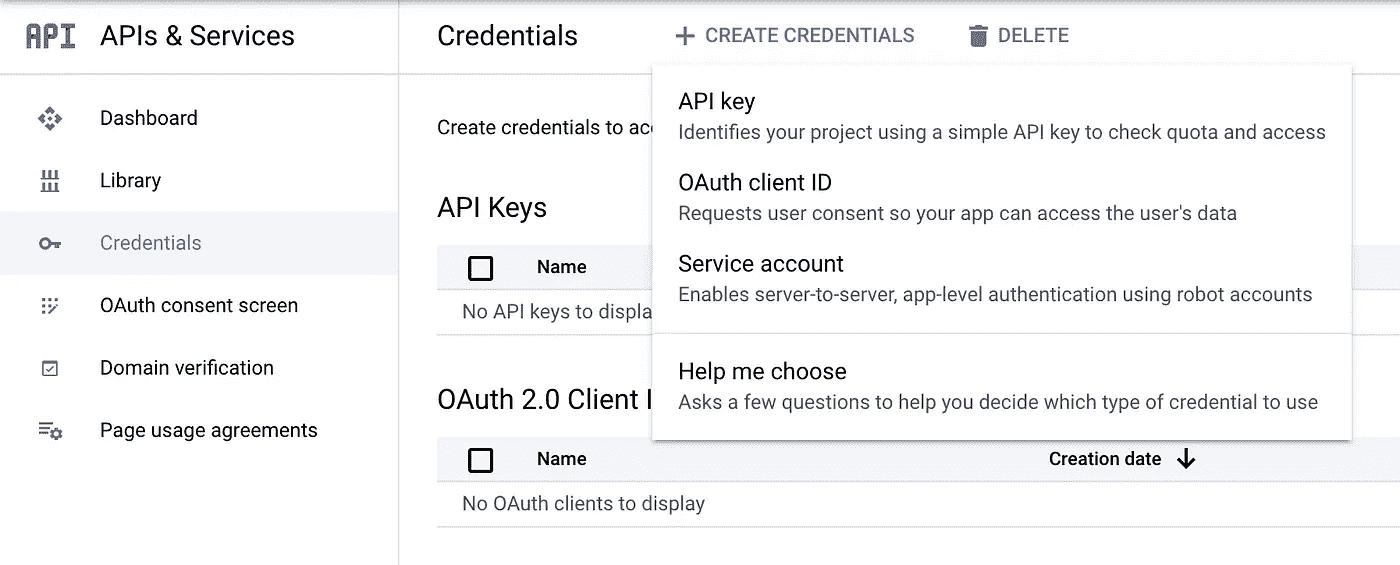 API APIs & Services
Dashboard
Library
Credentials
OAuth consent screen
Domain verification
Page usage agreements
Credentials
+ CREATE CREDENTIALS
DELETE
Create credentials to
API key
Identifies your project using a simple API key to check quota and access
OAuth client ID
Requests user consent so your app can access the user's data
Service account
Enables server-to-server, app-level authentication using robot accounts
Help me choose
Asks a few questions to help you decide which type of credential to use
API Keys
Name
No API keys to
OAuth 2.0 Client
Name
Creation date
No OAuth clients to display